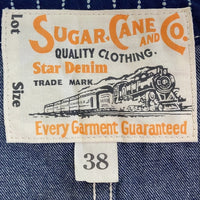 Lot
SUGAR CANE AND CO.
QUALITY CLOTHING.
Star Denim
TRADE MARK
Size
Every Garment Guaranteed
38